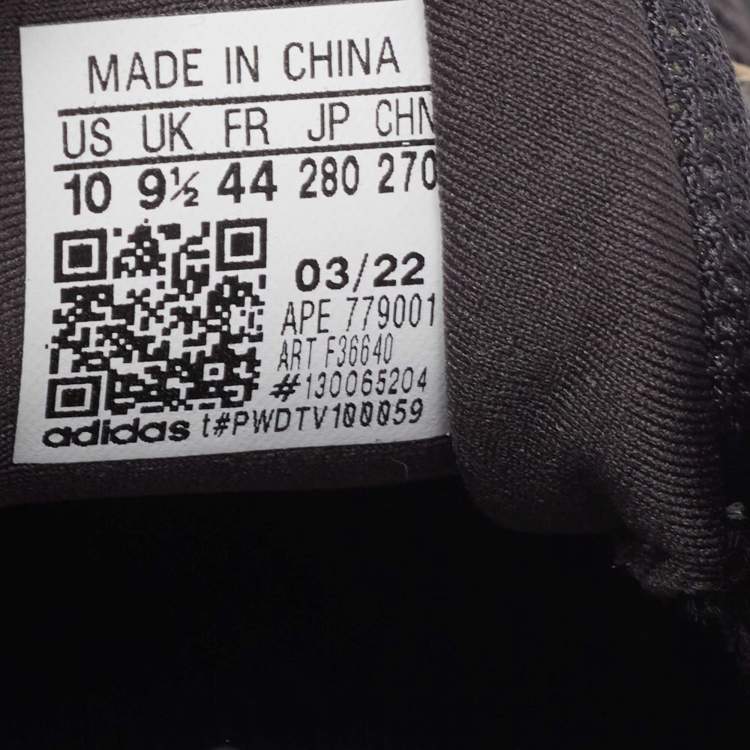 MADE IN CHINA
US UK FR JP CHN
10 9½ 44 280 270
03/22
APE 779001
ART F36640
#130065204
adidas t#PWDTV100059